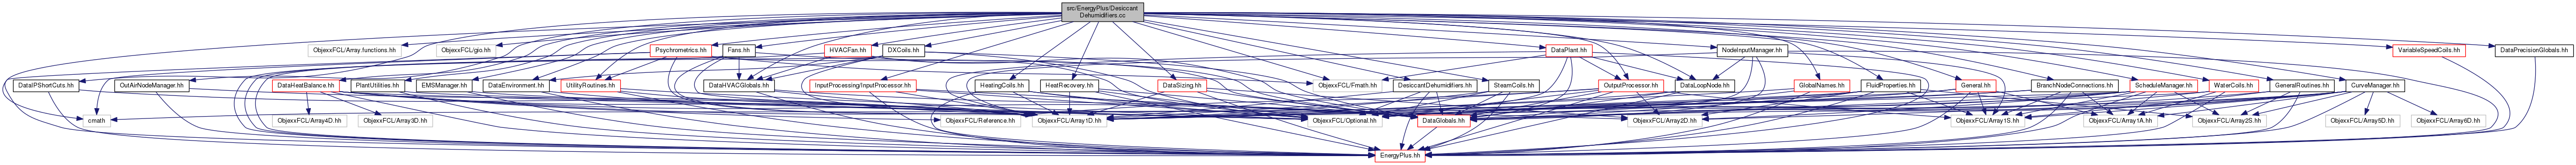 src/EnergyPlus/Desiccant
Dehumidifiers.cc
ObjexxFCL/Array.functions.hh
ObjexxFCL/gio.hh
Psychrometrics.hh
Fans.hh
HVACFan.hh
DXCoils.hh
DataPlant.hh
NodeInputManager.hh
VariableSpeedCoils.hh
DataPrecisionGlobals.hh
DataIPShortCuts.hh
OutAirNodeManager.hh
DataHeatBalance.hh
PlantUtilities.hh
EMSManager.hh
DataEnvironment.hh
UtilityRoutines.hh
DataHVACGlobals.hh
InputProcessing/InputProcessor.hh
HeatingCoils.hh
HeatRecovery.hh
DataSizing.hh
ObjexxFCL/Fmath.hh
DesiccantDehumidifiers.hh
SteamCoils.hh
OutputProcessor.hh
DataLoopNode.hh
GlobalNames.hh
FluidProperties.hh
General.hh
BranchNodeConnections.hh
ScheduleManager.hh
WaterCoils.hh
GeneralRoutines.hh
CurveManager.hh
cmath
ObjexxFCL/Array4D.hh
ObjexxFCL/Array3D.hh
ObjexxFCL/Reference.hh
ObjexxFCL/Array1D.hh
ObjexxFCL/Optional.hh
DataGlobals.hh
ObjexxFCL/Array2D.hh
ObjexxFCL/Array1S.hh
ObjexxFCL/Array1A.hh
ObjexxFCL/Array2S.hh
ObjexxFCL/Array5D.hh
ObjexxFCL/Array6D.hh
cmath
EnergyPlus.hh